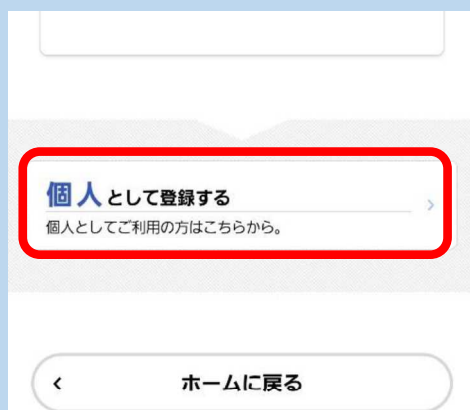 個人として登録する
個人としてご利用の方はこちらから。
ホームに戻る